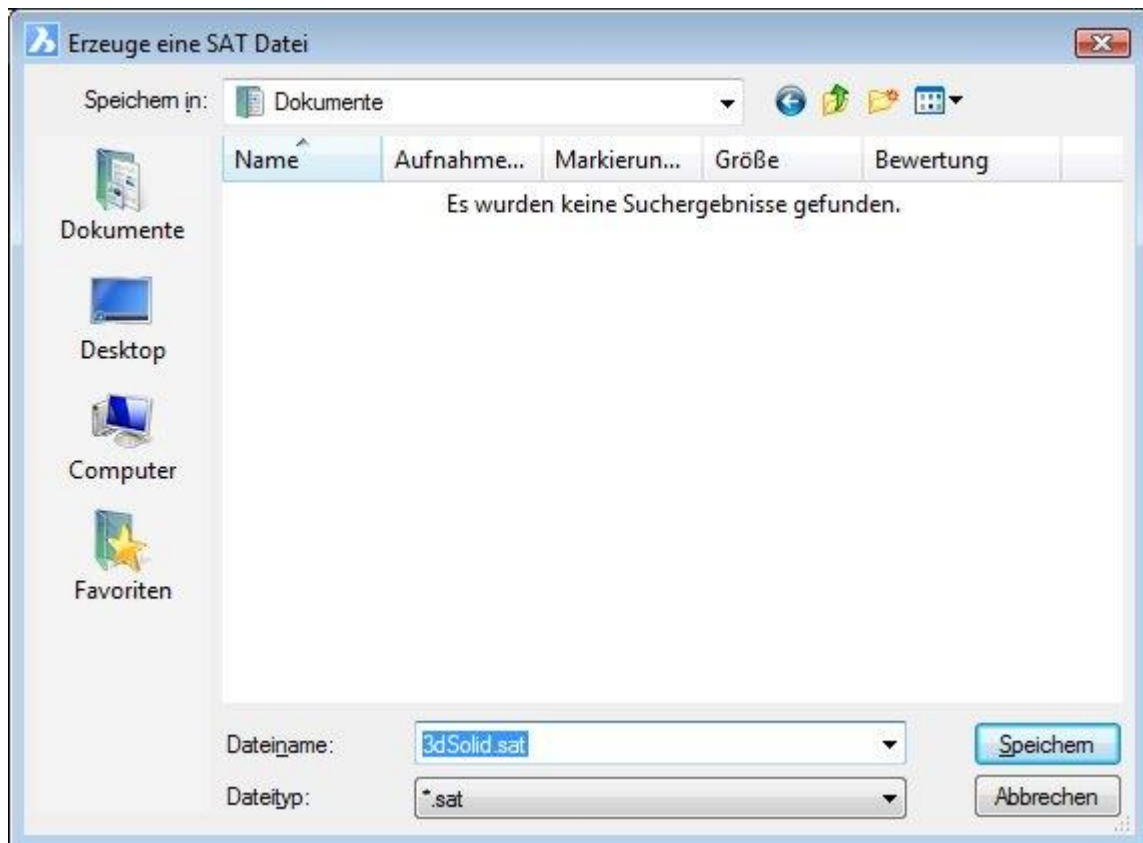 Erzeuge eine SAT Datei
Speichern in: Dokumente
Name Aufnahme... Markierun... Größe Bewertung
Es wurden keine Suchergebnisse gefunden.
Dokumente
Desktop
Computer
Favoriten
Dateiname: 3dSolid.sat Speichern
Dateityp: *.sat Abbrechen